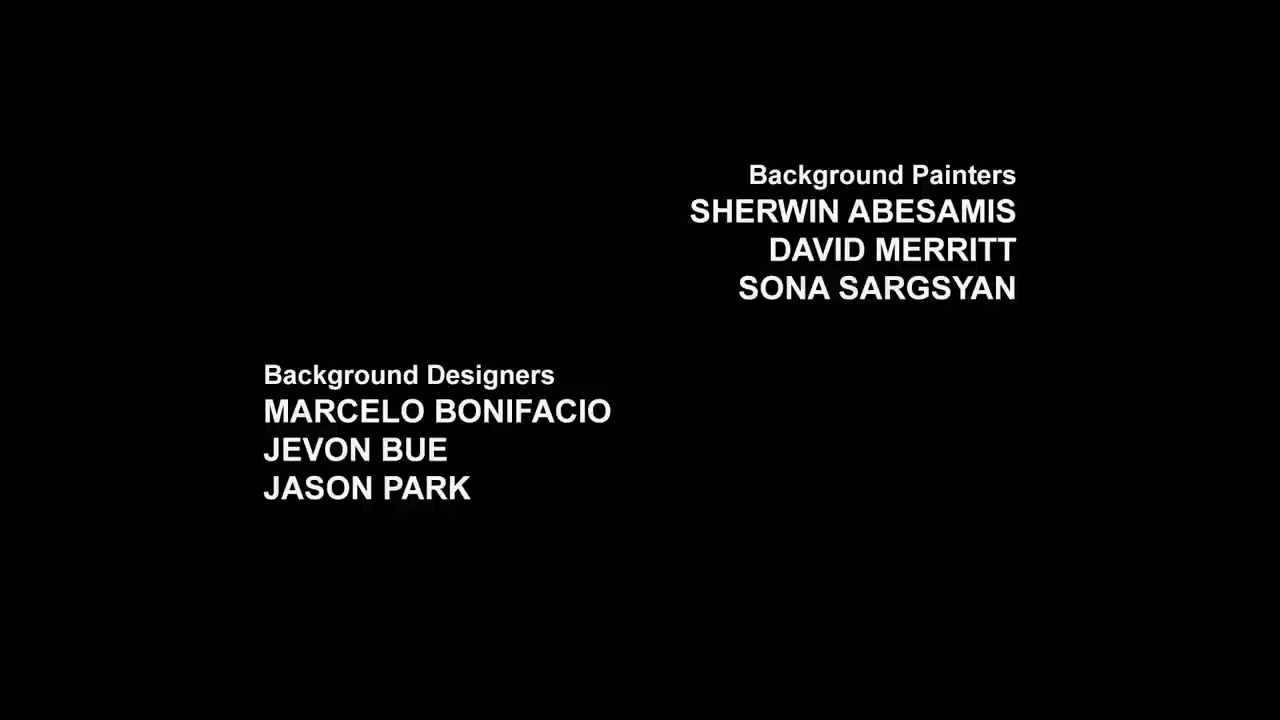 Background Painters
SHERWIN ABESAMIS
DAVID MERRITT
SONA SARGSYAN
Background Designers
MARCELO BONIFACIO
JEVON BUE
JASON PARK